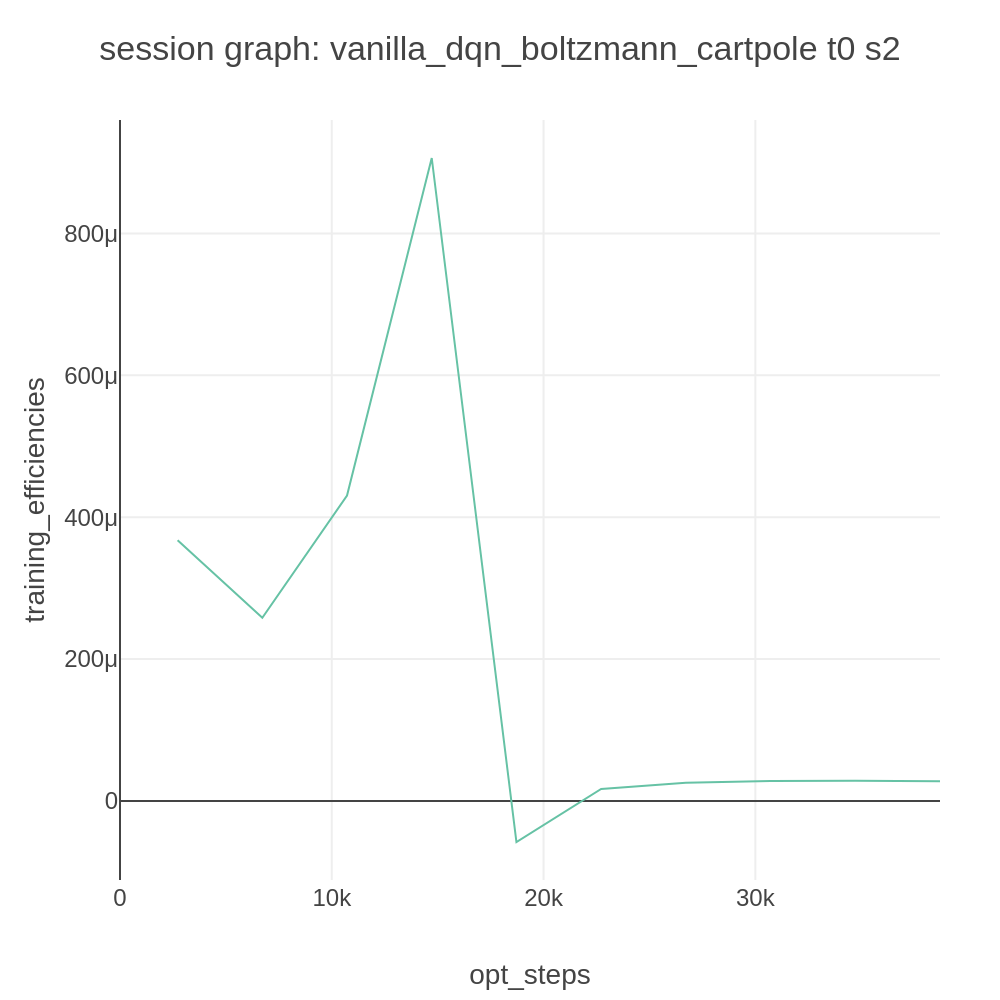 session graph: vanilla_dqn_boltzmann_cartpole t0 s2
training_efficiencies
800μ
600μ
400μ
200μ
0
0
10k
20k
30k
opt_steps